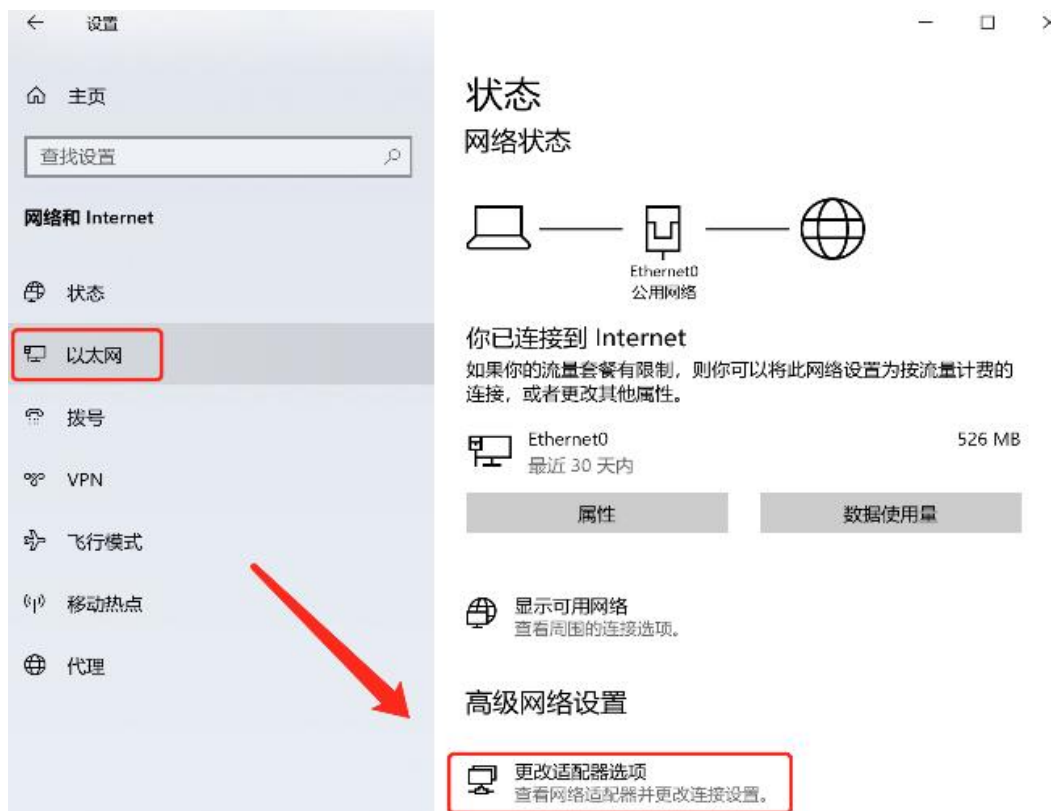 设置
主页
查找设置
网络和 Internet
状态
以太网
拨号
VPN
飞行模式
移动热点
代理
状态
网络状态
Ethernet0
公用网络
你已连接到 Internet
如果你的流量套餐有限制，则你可以将此网络设置为按流量计费的
连接，或者更改其他属性。
Ethernet0
526 MB
最近 30 天内
属性
数据使用量
显示可用网络
查看周围的连接选项。
高级网络设置
更改适配器选项
查看网络适配器并更改连接设置。